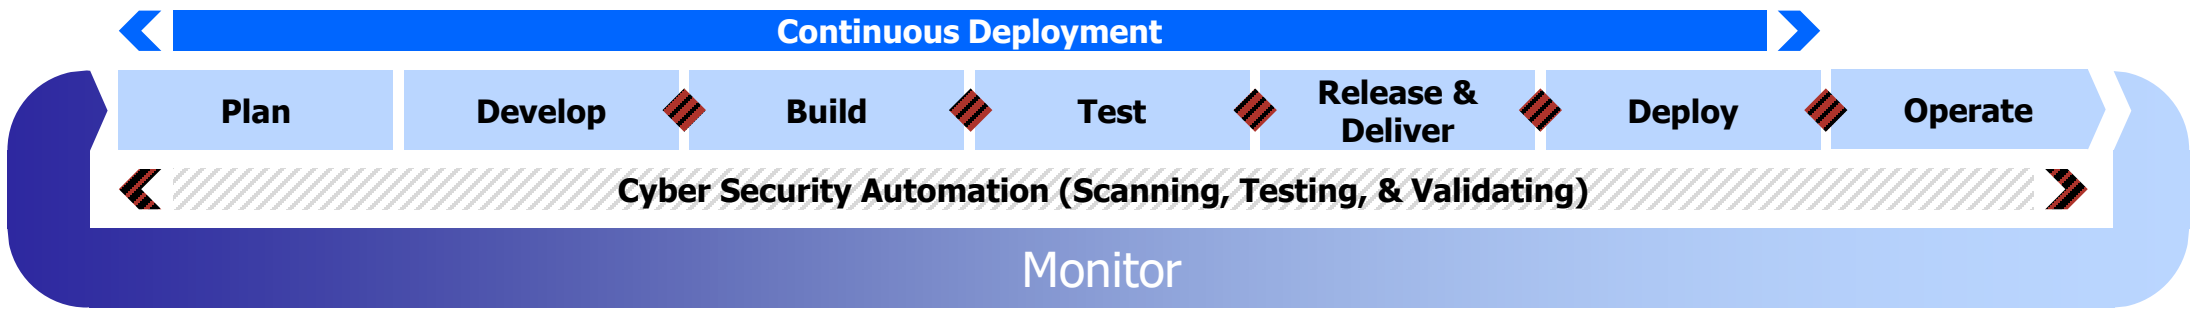 Continuous Deployment
Plan
Develop
Build
Test
Release &
Deliver
Deploy
Operate
Cyber Security Automation (Scanning, Testing, & Validating)
Monitor